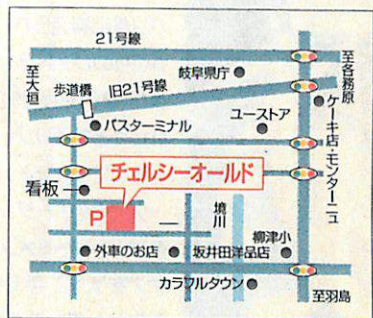 21号線
岐阜県庁
至各務原
至大垣
歩道橋
旧21号線
バスターミナル
ユーストア
ケーキ店・モンターニュ
チェルシーオールド
看板
P
境川
柳津小
外車のお店
坂井田洋品店
カラフルタウン
至羽島